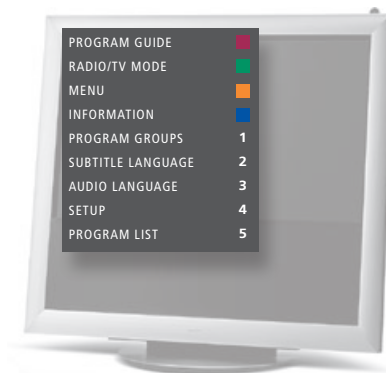 PROGRAM GUIDE
RADIO/TV MODE
MENU
INFORMATION
PROGRAM GROUPS 1
SUBTITLE LANGUAGE 2
AUDIO LANGUAGE 3
SETUP 4
PROGRAM LIST 5